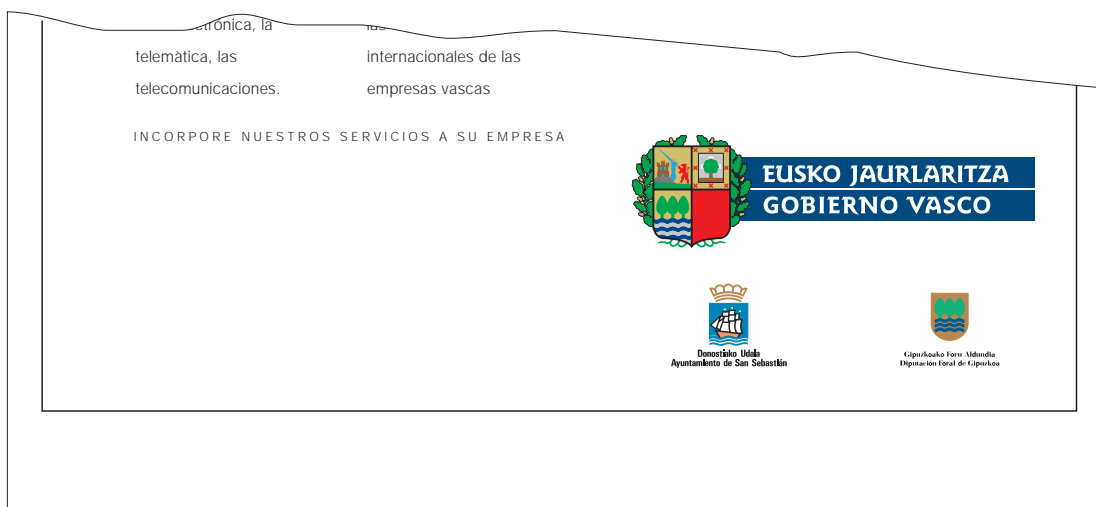 la
telemàtica, las
telecomunicaciones.
internacionales de las
empresas vascas
INCORPORE NUESTROS SERVICIOS A SU EMPRESA
EUSKO JAURLARITZA
GOBIERNO VASCO
Donostiako Udala
Ayuntamiento de San Sebastián
Gipuzkoako Foru Aldundia
Diputación Foral de Gipuzkoa